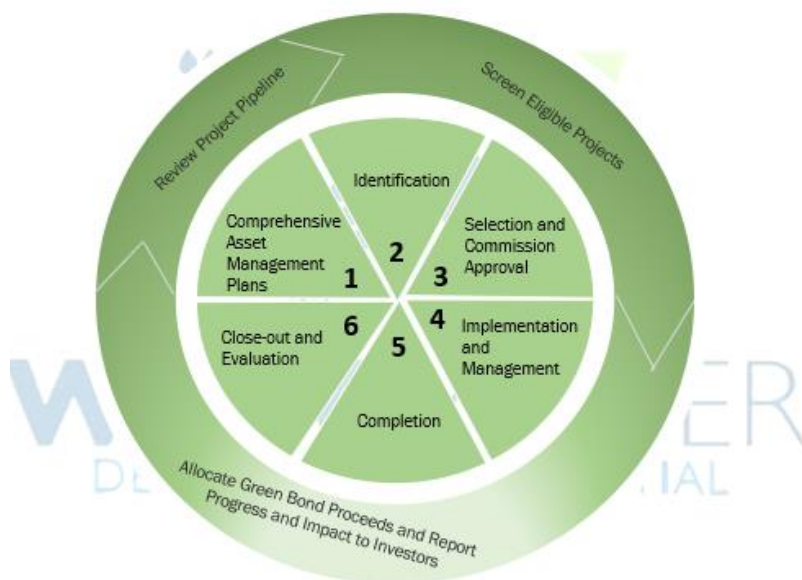 Review Project Pipeline
Screen Eligible Projects
Comprehensive
Asset
Management
Plans
1
Identification
2
Selection and
Commission
Approval
3
Implementation
and
Management
4
Completion
5
Close-out and
Evaluation
6
Allocate Green Bond Proceeds and Report
Progress and Impact to Investors